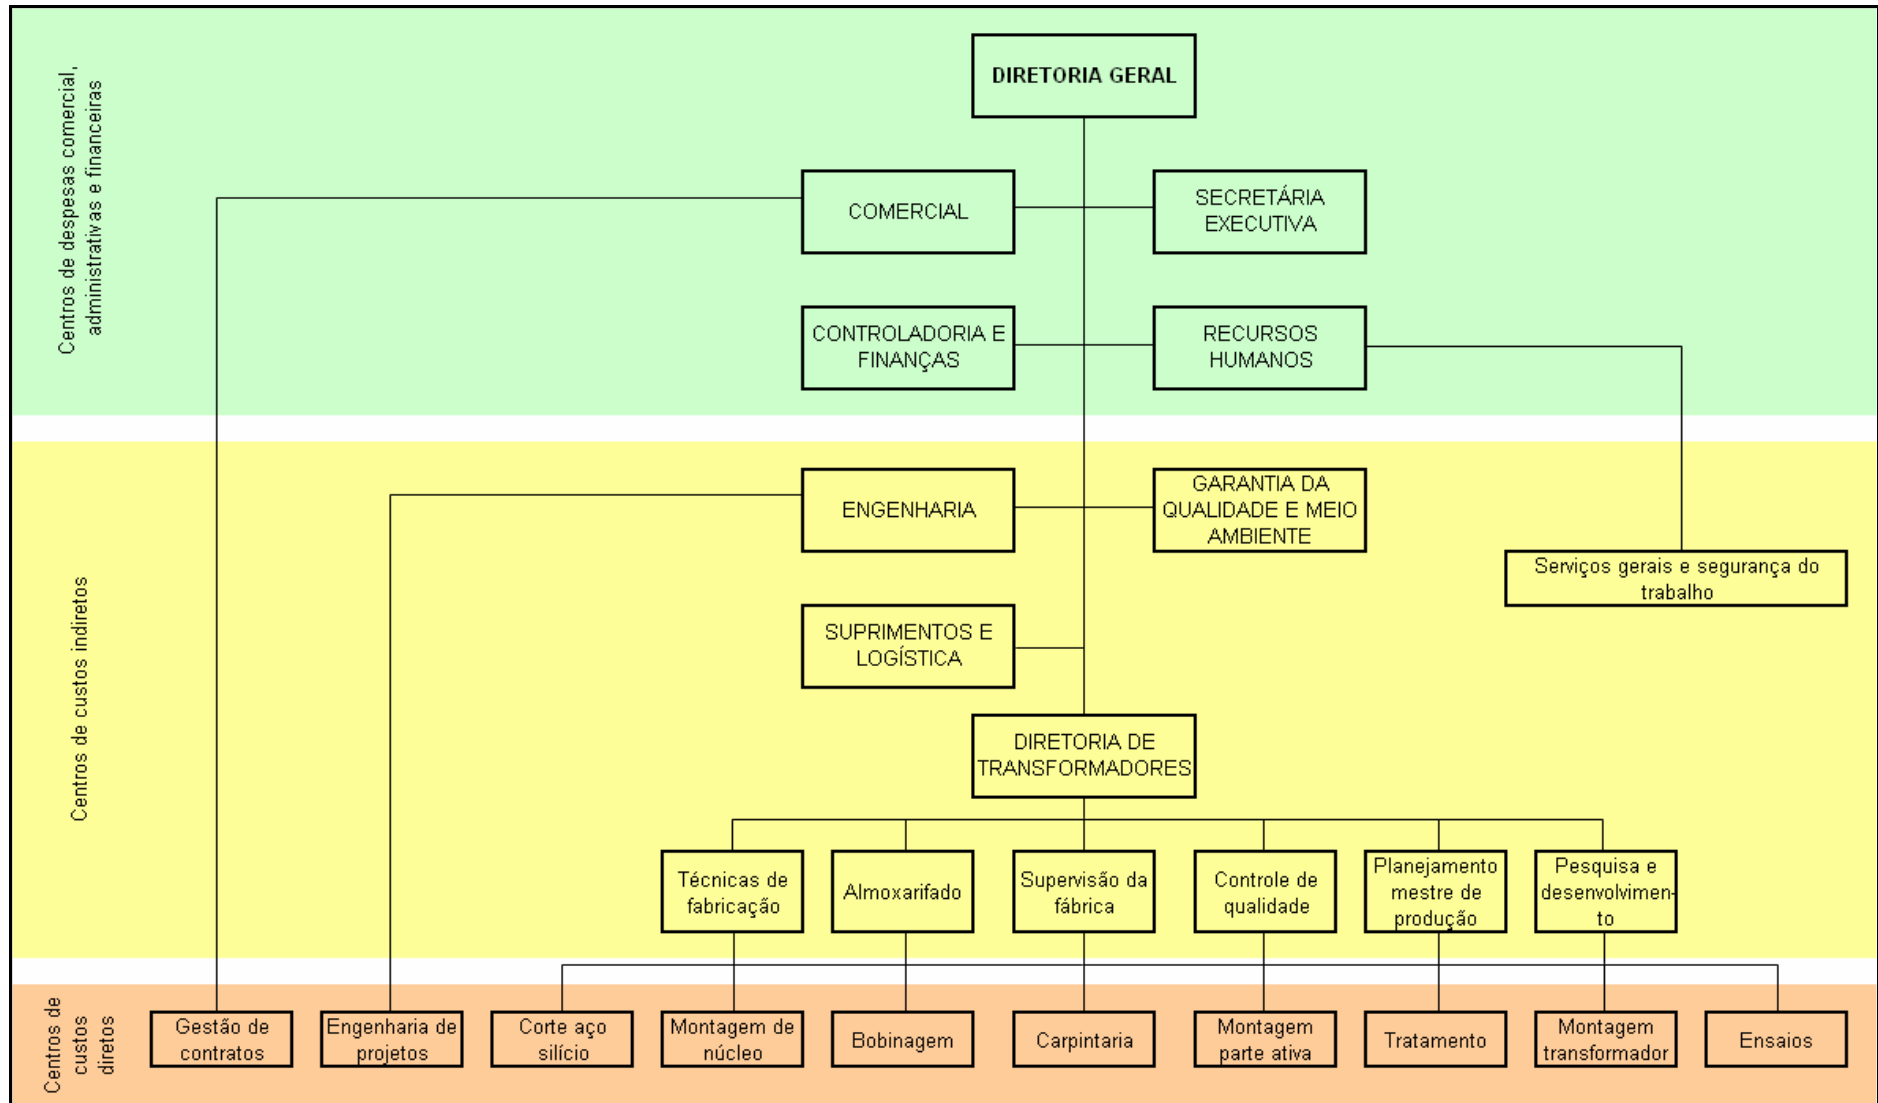 Centros de despesas comercial,
administrativas e financeiras
DIRETORIA GERAL
COMERCIAL
SECRETÁRIA
EXECUTIVA
CONTROLADORIA E
FINANÇAS
RECURSOS
HUMANOS
Centros de custos indiretos
ENGENHARIA
GARANTIA DA
QUALIDADE E MEIO
AMBIENTE
Serviços gerais e segurança do
trabalho
SUPRIMENTOS E
LOGÍSTICA
DIRETORIA DE
TRANSFORMADORES
Técnicas de
fabricação
Almoxarifado
Supervisão da
fábrica
Controle de
qualidade
Planejamento
mestre de
produção
Pesquisa e
desenvolvimen-
to
Centros de
custos
diretos
Gestão de
contratos
Engenharia de
projetos
Corte aço
silício
Montagem de
núcleo
Bobinagem
Carpintaria
Montagem
parte ativa
Tratamento
Montagem
transformador
Ensaios